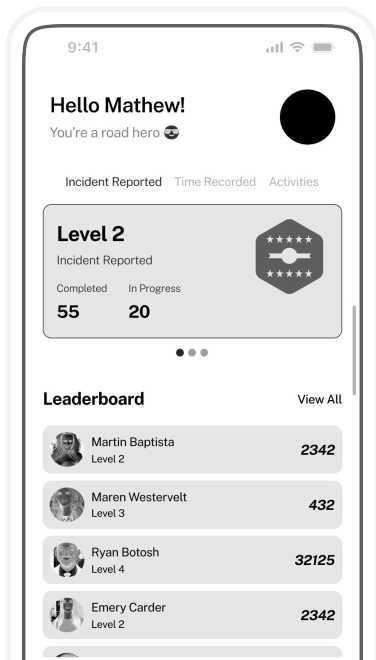 9:41
Hello Mathew!
You're a road hero 😎
Incident Reported Time Recorded Activities
Level 2
Incident Reported
Completed In Progress
55 20
Leaderboard View All
Martin Baptista
Level 2
2342
Maren Westervelt
Level 3
432
Ryan Botosh
Level 4
32125
Emery Carder
Level 2
2342